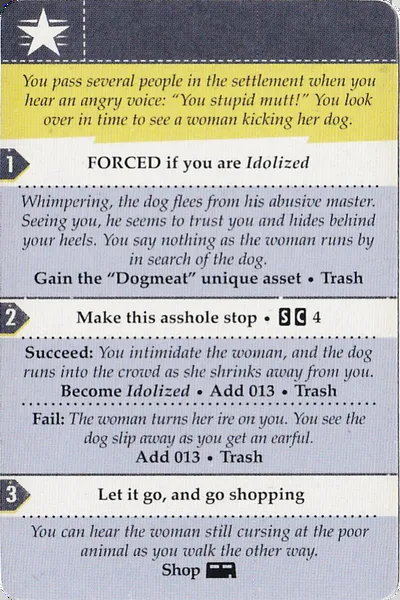 You pass several people in the settlement when you
hear an angry voice: “You stupid mutt!” You look
over in time to see a woman kicking her dog.
1
FORCED if you are Idolized
Whimpering, the dog flees from his abusive master.
Seeing you, he seems to trust you and hides behind
your heels. You say nothing as the woman runs by
in search of the dog.
Gain the “Dogmeat” unique asset • Trash
2
Make this asshole stop • S C 4
Succeed: You intimidate the woman, and the dog
runs into the crowd as she shrinks away from you.
Become Idolized • Add 013 • Trash
Fail: The woman turns her ire on you. You see the
dog slip away as you get an earful.
Add 013 • Trash
3
Let it go, and go shopping
You can hear the woman still cursing at the poor
animal as you walk the other way.
Shop